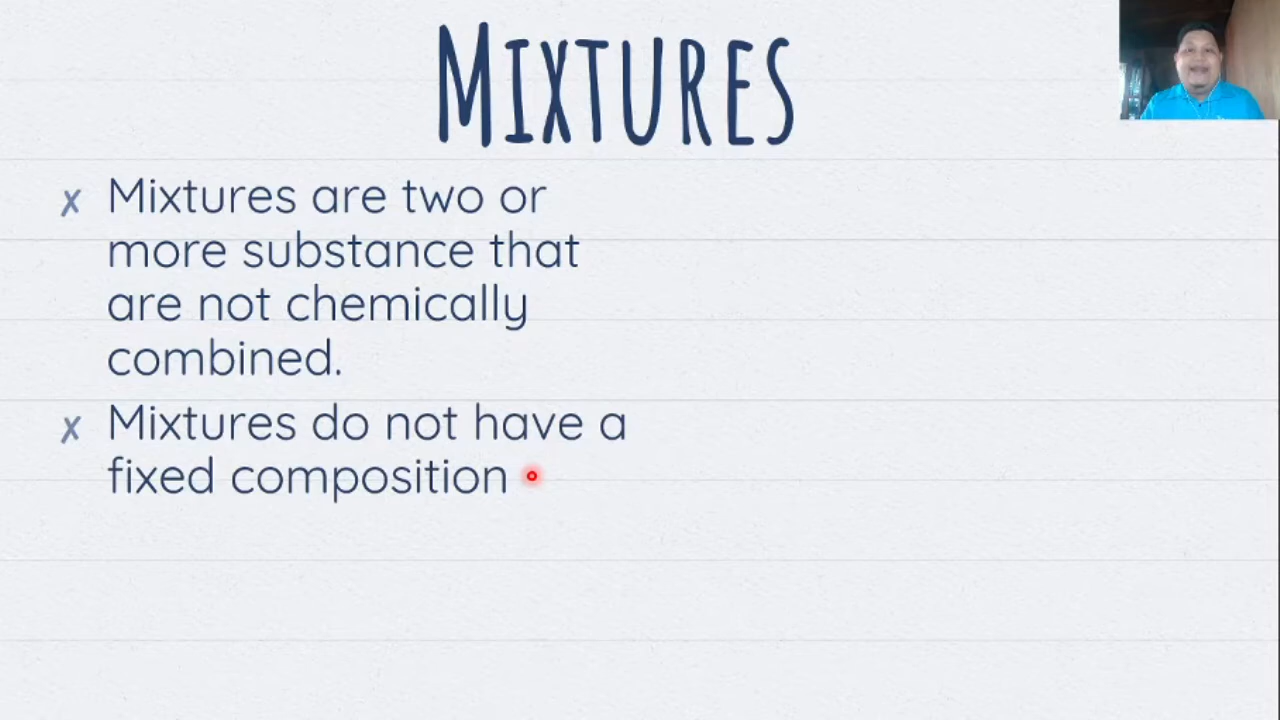 MIXTURES
✗ Mixtures are two or
more substance that
are not chemically
combined.
✗ Mixtures do not have a
fixed composition